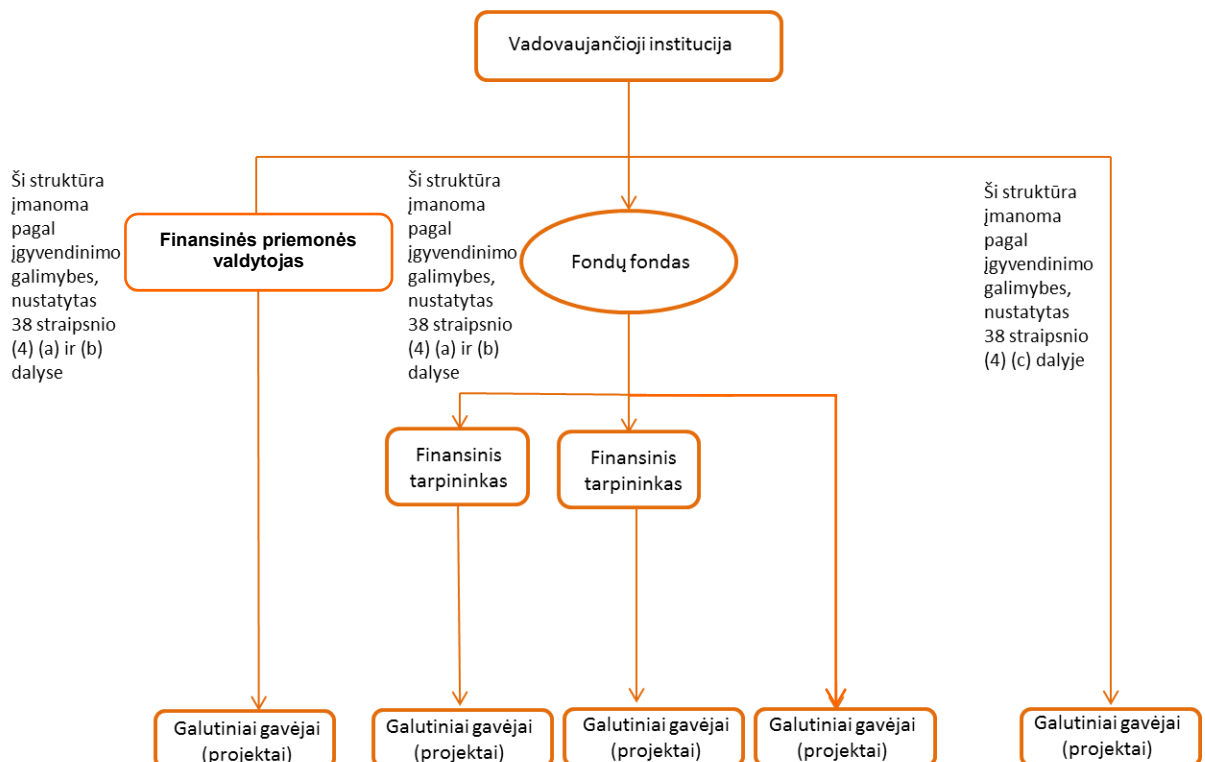 Vadovaujančioji institucija
Ši struktūra
įmanoma
pagal
įgyvendinimo
galimybes,
nustatytas
38 straipsnio
(4) (a) ir (b)
dalyse
Finansinės priemonės
valdytojas
Ši struktūra
įmanoma
pagal
įgyvendinimo
galimybes,
nustatytas
38 straipsnio
(4) (a) ir (b)
dalyse
Fondų fondas
Ši struktūra
įmanoma
pagal
įgyvendinimo
galimybes,
nustatytas
38 straipsnio
(4) (c) dalyje
Finansinis
tarpininkas
Finansinis
tarpininkas
Galutiniai gavėjai
(projektai)
Galutiniai gavėjai
(projektai)
Galutiniai gavėjai
(projektai)
Galutiniai gavėjai
(projektai)
Galutiniai gavėjai
(projektai)